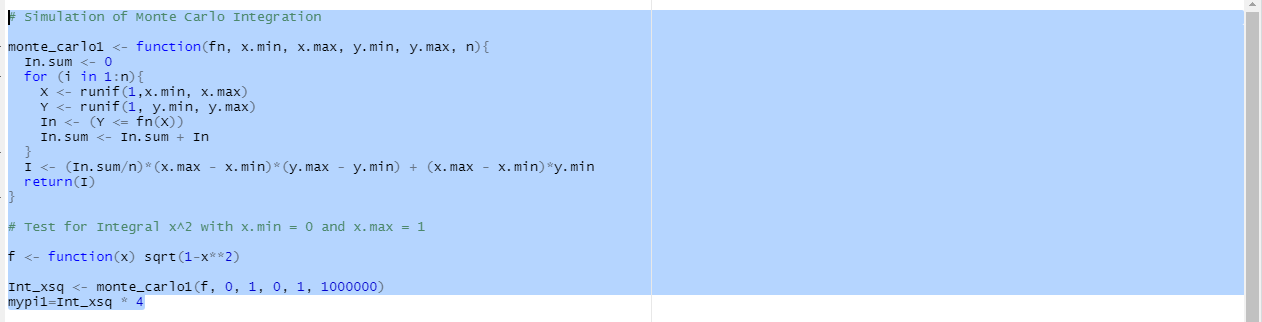 # Simulation of Monte Carlo Integration
monte_carlo1 <- function(fn, x.min, x.max, y.min, y.max, n){
  In.sum <- 0
  for (i in 1:n){
    X <- runif(1,x.min, x.max)
    Y <- runif(1, y.min, y.max)
    In <- (Y <= fn(X))
    In.sum <- In.sum + In
  }
  I <- (In.sum/n)*(x.max - x.min)*(y.max - y.min) + (x.max - x.min)*y.min
  return(I)
}
# Test for Integral x^2 with x.min = 0 and x.max = 1
f <- function(x) sqrt(1-x**2)
Int_xsq <- monte_carlo1(f, 0, 1, 0, 1, 1000000)
mypi1=Int_xsq * 4